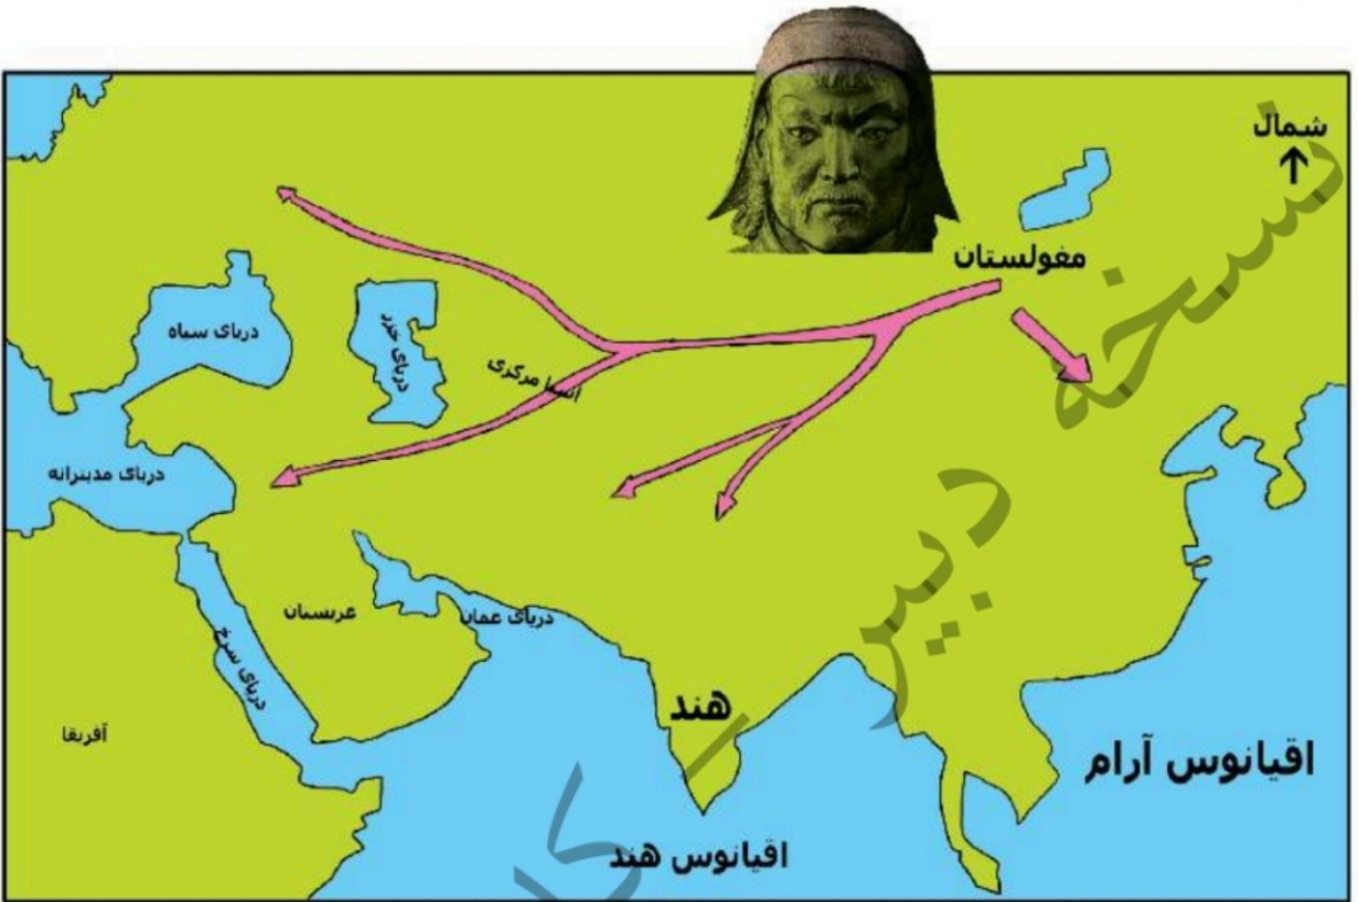 شمال
مغولستان
دریای سیاه
دریای خزر
آسیا مرکزی
دریای مدیترانه
عربستان
دریای عمان
دریای سرخ
آفریقا
هند
اقیانوس آرام
اقیانوس هند
نسخه دبیر